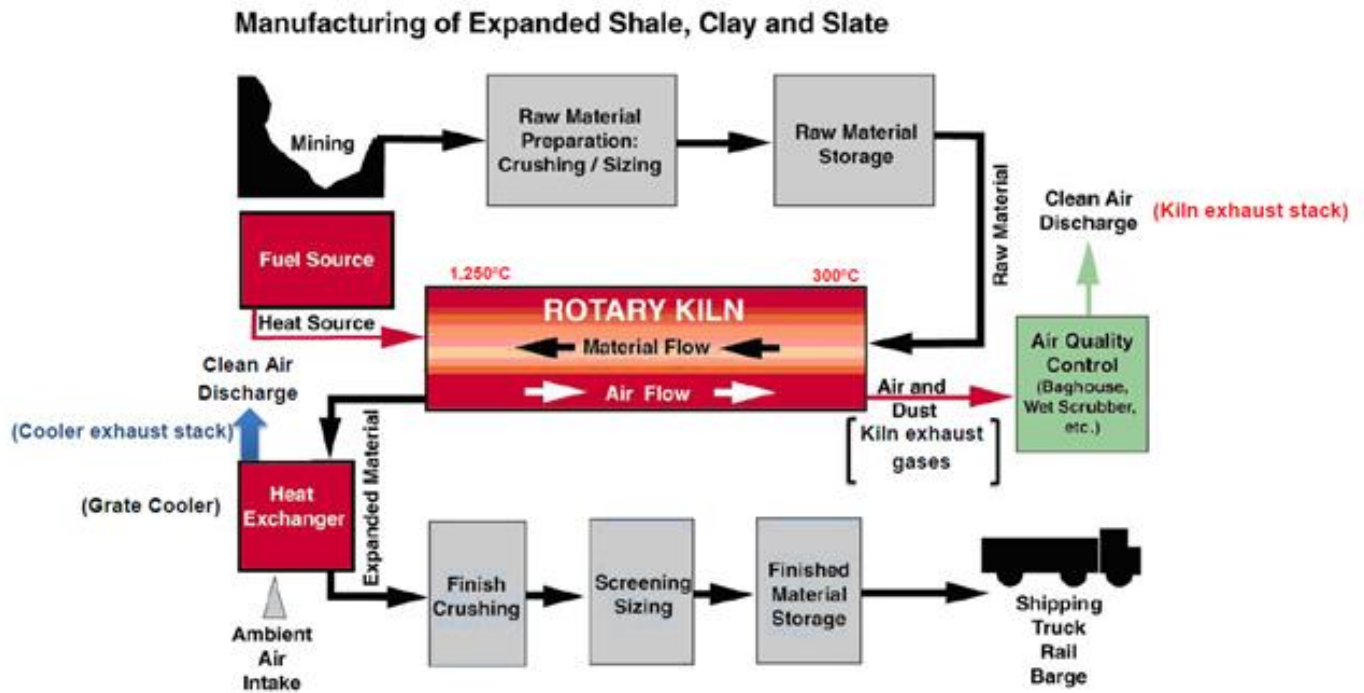 Manufacturing of Expanded Shale, Clay and Slate
Mining
Raw Material
Preparation:
Crushing / Sizing
Raw Material
Storage
Raw Material
Clean Air
Discharge
(Kiln exhaust stack)
Fuel Source
Heat Source
1,250°C
300°C
ROTARY KILN
Material Flow
Air Flow
Air and
Dust
Kiln exhaust
gases
Air Quality
Control
(Baghouse,
Wet Scrubber,
etc.)
Clean Air
Discharge
(Cooler exhaust stack)
(Grate Cooler)
Heat
Exchanger
Expanded Material
Ambient
Air
Intake
Finish
Crushing
Screening
Sizing
Finished
Material
Storage
Shipping
Truck
Rail
Barge